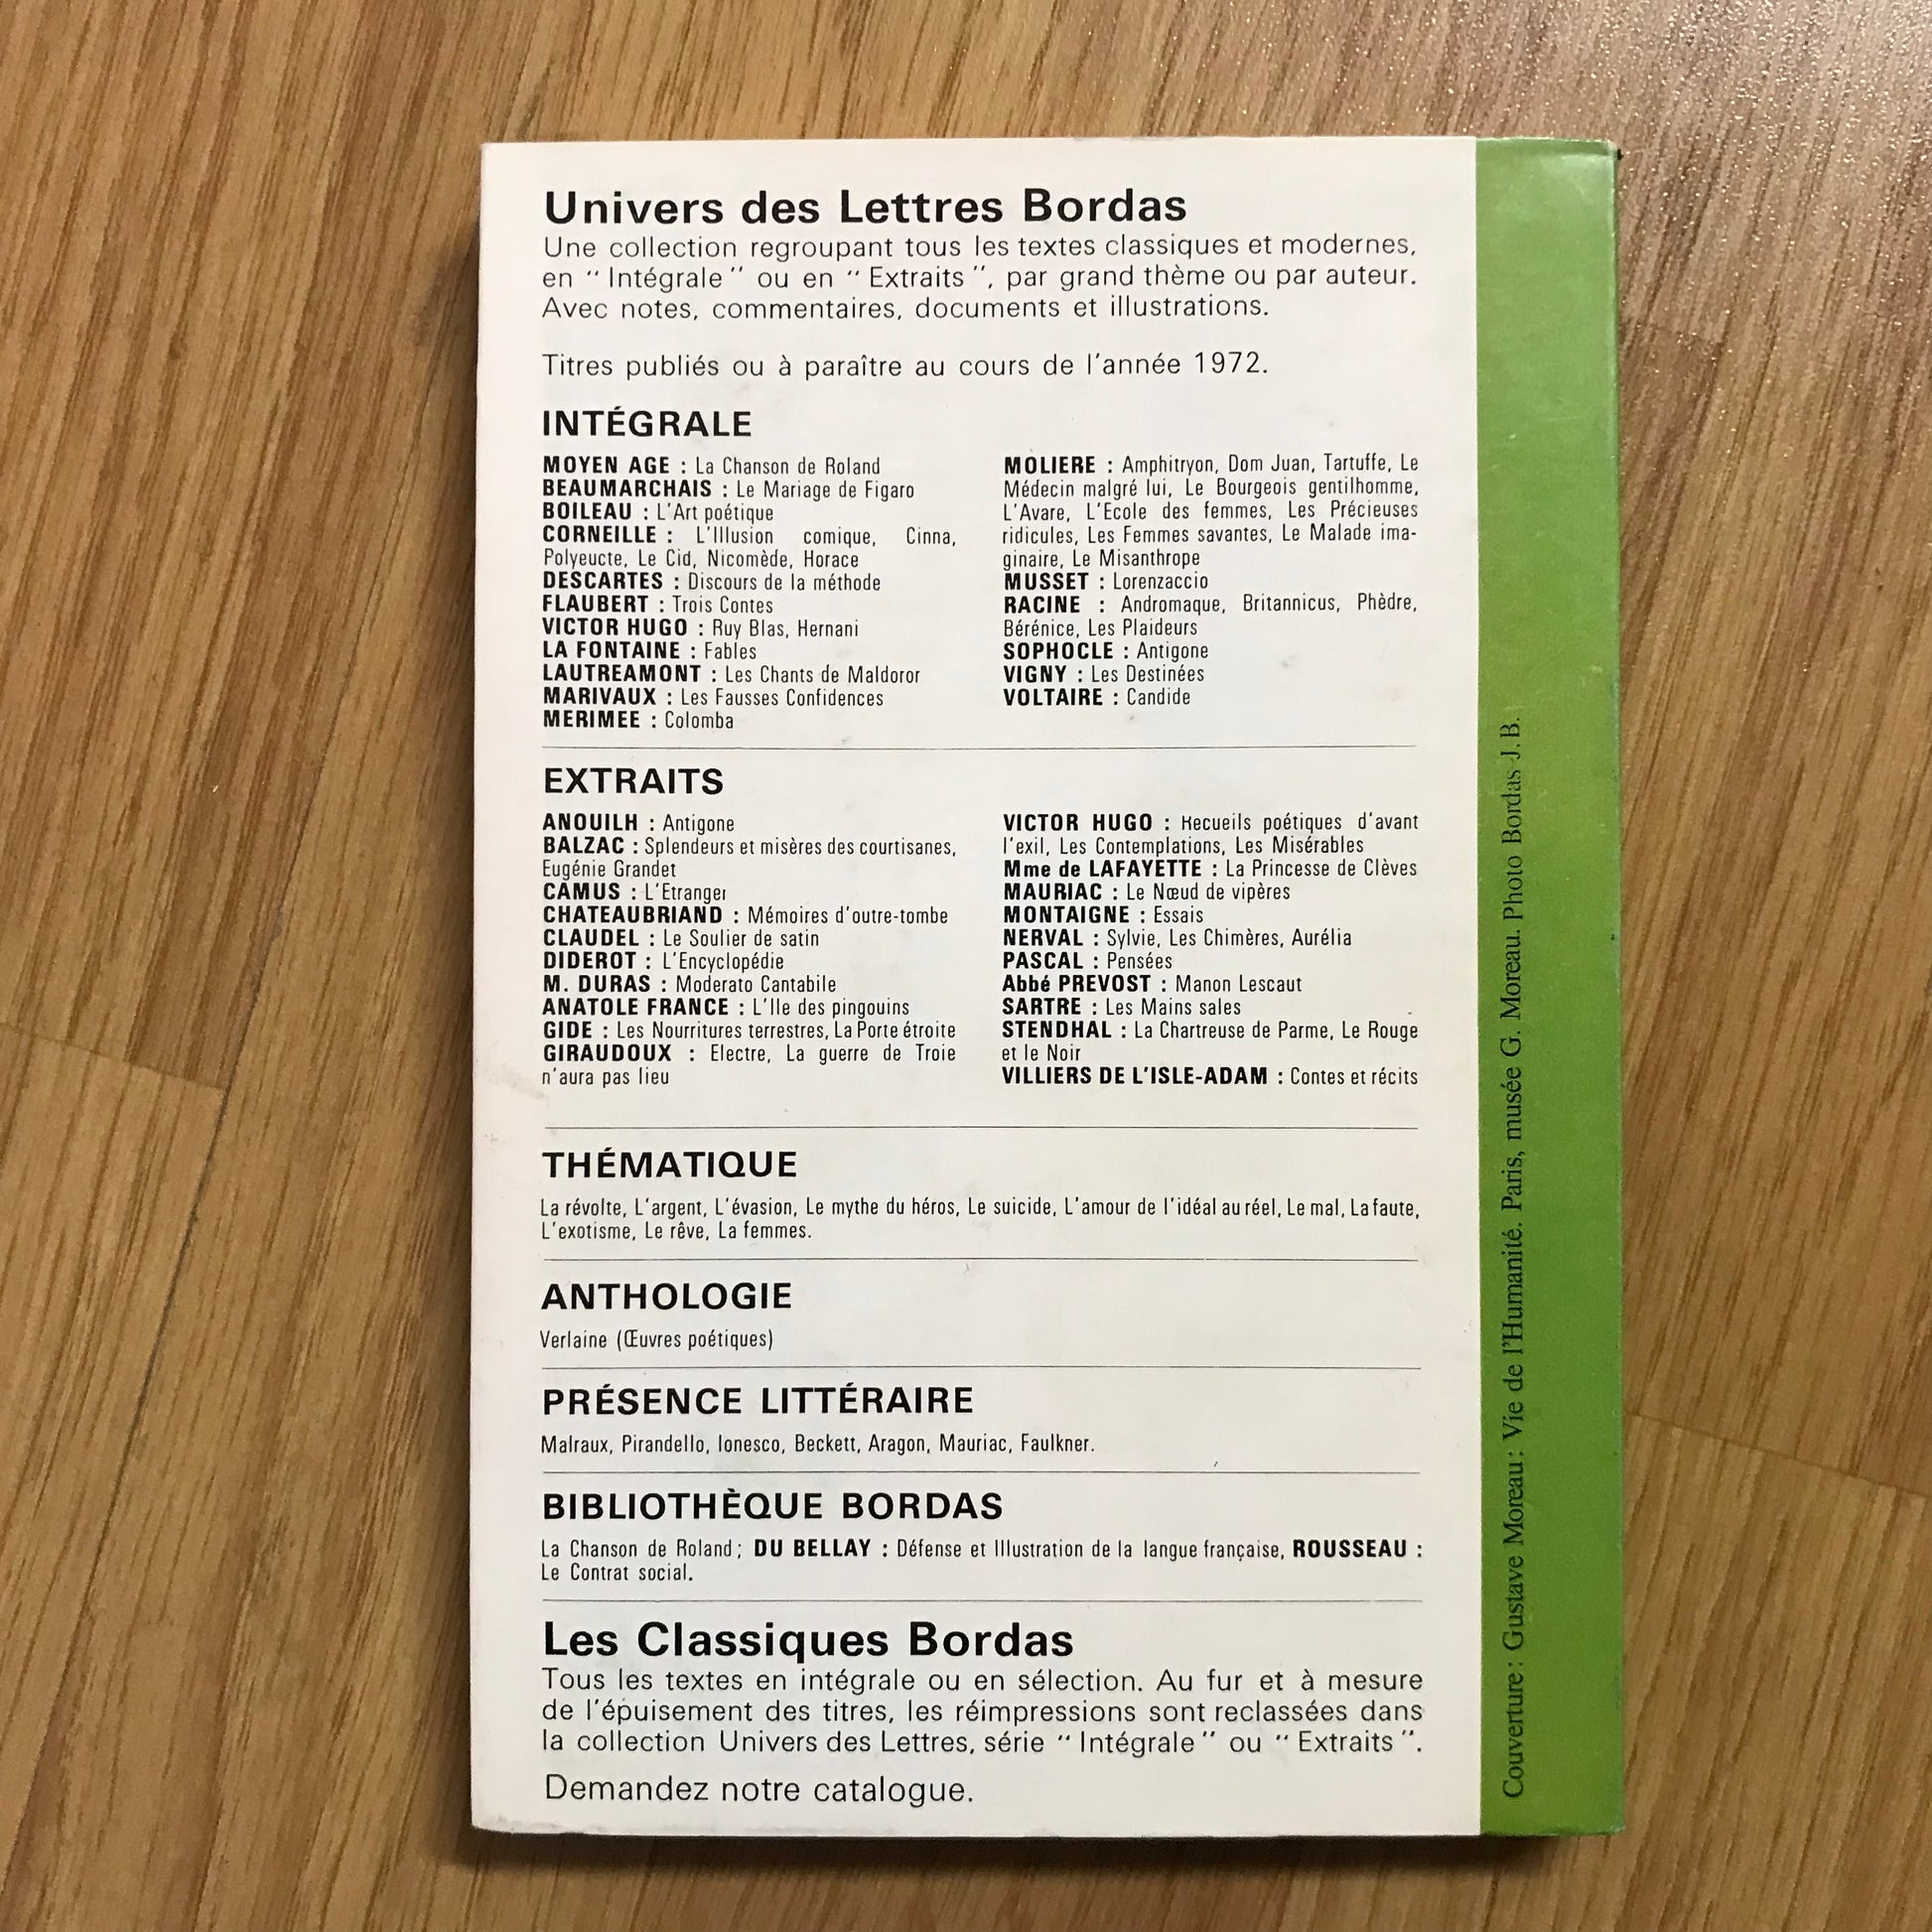 Univers des Lettres Bordas
Une collection regroupant tous les textes classiques et modernes,
en “ Intégrale ” ou en “ Extraits ”, par grand thème ou par auteur.
Avec notes, commentaires, documents et illustrations.
Titres publiés ou à paraître au cours de l'année 1972.
INTÉGRALE
MOYEN AGE : La Chanson de Roland
BEAUMARCHAIS : Le Mariage de Figaro
BOILEAU : L'Art poétique
CORNEILLE : L'Illusion comique, Cinna,
Polyeucte, Le Cid, Nicomède, Horace
DESCARTES : Discours de la méthode
FLAUBERT : Trois Contes
VICTOR HUGO : Ruy Blas, Hernani
LA FONTAINE : Fables
LAUTREAMONT : Les Chants de Maldoror
MARIVAUX : Les Fausses Confidences
MERIMEE : Colomba
MOLIERE : Amphitryon, Dom Juan, Tartuffe, Le
Médecin malgré lui, Le Bourgeois gentilhomme,
L'Avare, L'Ecole des femmes, Les Précieuses
ridicules, Les Femmes savantes, Le Malade ima-
ginaire, Le Misanthrope
MUSSET : Lorenzaccio
RACINE : Andromaque, Britannicus, Phèdre,
Bérénice, Les Plaideurs
SOPHOCLE : Antigone
VIGNY : Les Destinées
VOLTAIRE : Candide
EXTRAITS
ANOUILH : Antigone
BALZAC : Splendeurs et misères des courtisanes,
Eugénie Grandet
CAMUS : L'Etranger
CHATEAUBRIAND : Mémoires d'outre-tombe
CLAUDEL : Le Soulier de satin
DIDEROT : L'Encyclopédie
M. DURAS : Moderato Cantabile
ANATOLE FRANCE : L'Ile des pingouins
GIDE : Les Nourritures terrestres, La Porte étroite
GIRAUDOUX : Electre, La guerre de Troie
n'aura pas lieu
VICTOR HUGO : Recueils poétiques d'avant
l'exil, Les Contemplations, Les Misérables
Mme de LAFAYETTE : La Princesse de Clèves
MAURIAC : Le Nœud de vipères
MONTAIGNE : Essais
NERVAL : Sylvie, Les Chimères, Aurélia
PASCAL : Pensées
Abbé PREVOST : Manon Lescaut
SARTRE : Les Mains sales
STENDHAL : La Chartreuse de Parme, Le Rouge
et le Noir
VILLIERS DE L'ISLE-ADAM : Contes et récits
THÉMATIQUE
La révolte, L'argent, L'évasion, Le mythe du héros, Le suicide, L'amour de l'idéal au réel, Le mal, La faute,
L'exotisme, Le rêve, La femmes.
ANTHOLOGIE
Verlaine (Œuvres poétiques)
PRÉSENCE LITTÉRAIRE
Malraux, Pirandello, Ionesco, Beckett, Aragon, Mauriac, Faulkner.
BIBLIOTHÈQUE BORDAS
La Chanson de Roland ; DU BELLAY : Défense et Illustration de la langue française, ROUSSEAU :
Le Contrat social.
Les Classiques Bordas
Tous les textes en intégrale ou en sélection. Au fur et à mesure
de l'épuisement des titres, les réimpressions sont reclassées dans
la collection Univers des Lettres, série “ Intégrale ” ou “ Extraits ”.
Demandez notre catalogue.
Couverture : Gustave Moreau : Vie de l'Humanité. Paris, musée G. Moreau. Photo Bordas J. B.